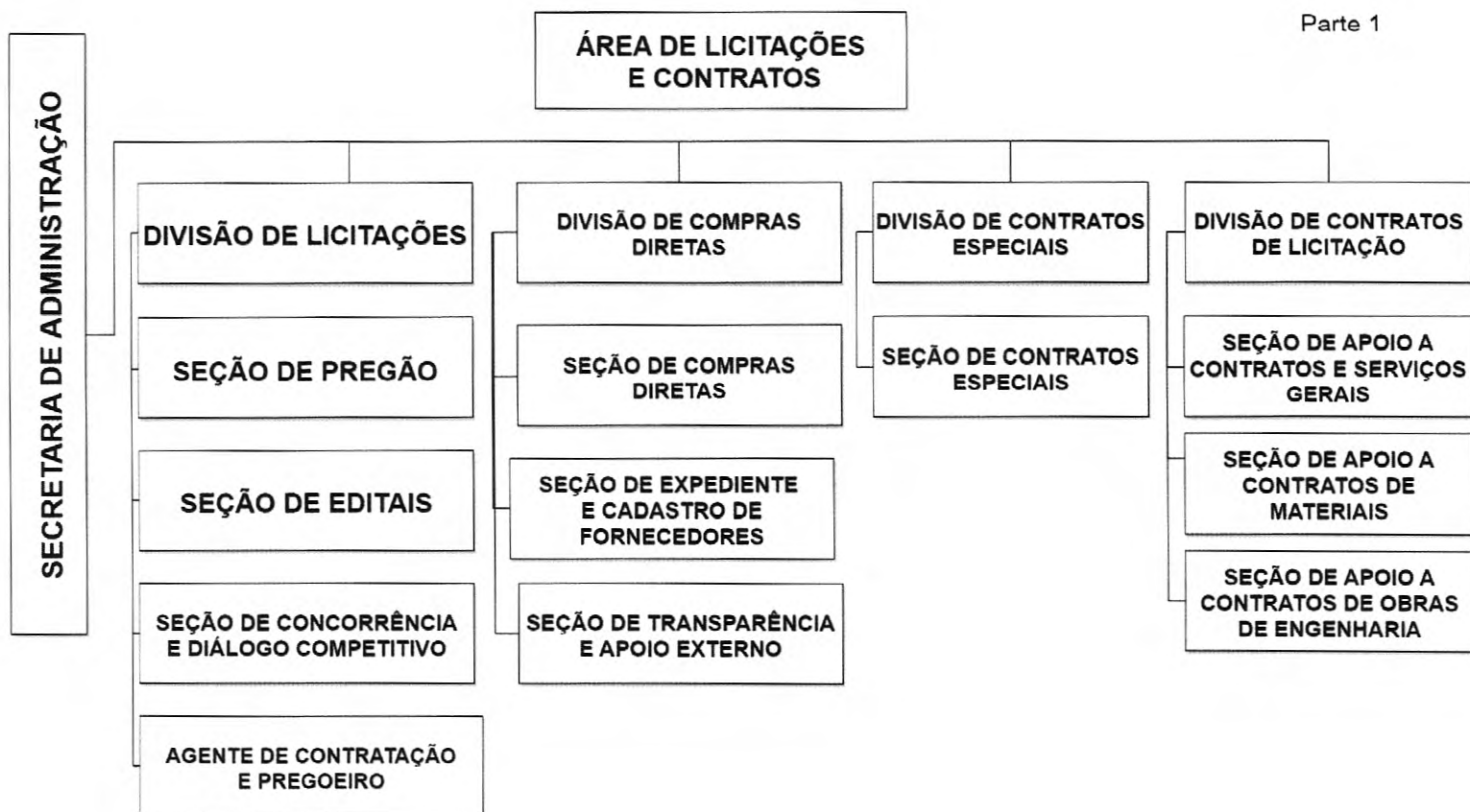 Parte 1
ÁREA DE LICITAÇÕES
E CONTRATOS
SECRETARIA DE ADMINISTRAÇÃO
DIVISÃO DE LICITAÇÕES
SEÇÃO DE PREGÃO
SEÇÃO DE EDITAIS
SEÇÃO DE CONCORRÊNCIA
E DIÁLOGO COMPETITIVO
AGENTE DE CONTRATAÇÃO
E PREGOEIRO
DIVISÃO DE COMPRAS
DIRETAS
SEÇÃO DE COMPRAS
DIRETAS
SEÇÃO DE EXPEDIENTE
E CADASTRO DE
FORNECEDORES
SEÇÃO DE TRANSPARÊNCIA
E APOIO EXTERNO
DIVISÃO DE CONTRATOS
ESPECIAIS
SEÇÃO DE CONTRATOS
ESPECIAIS
DIVISÃO DE CONTRATOS
DE LICITAÇÃO
SEÇÃO DE APOIO A
CONTRATOS E SERVIÇOS
GERAIS
SEÇÃO DE APOIO A
CONTRATOS DE
MATERIAIS
SEÇÃO DE APOIO A
CONTRATOS DE OBRAS
DE ENGENHARIA